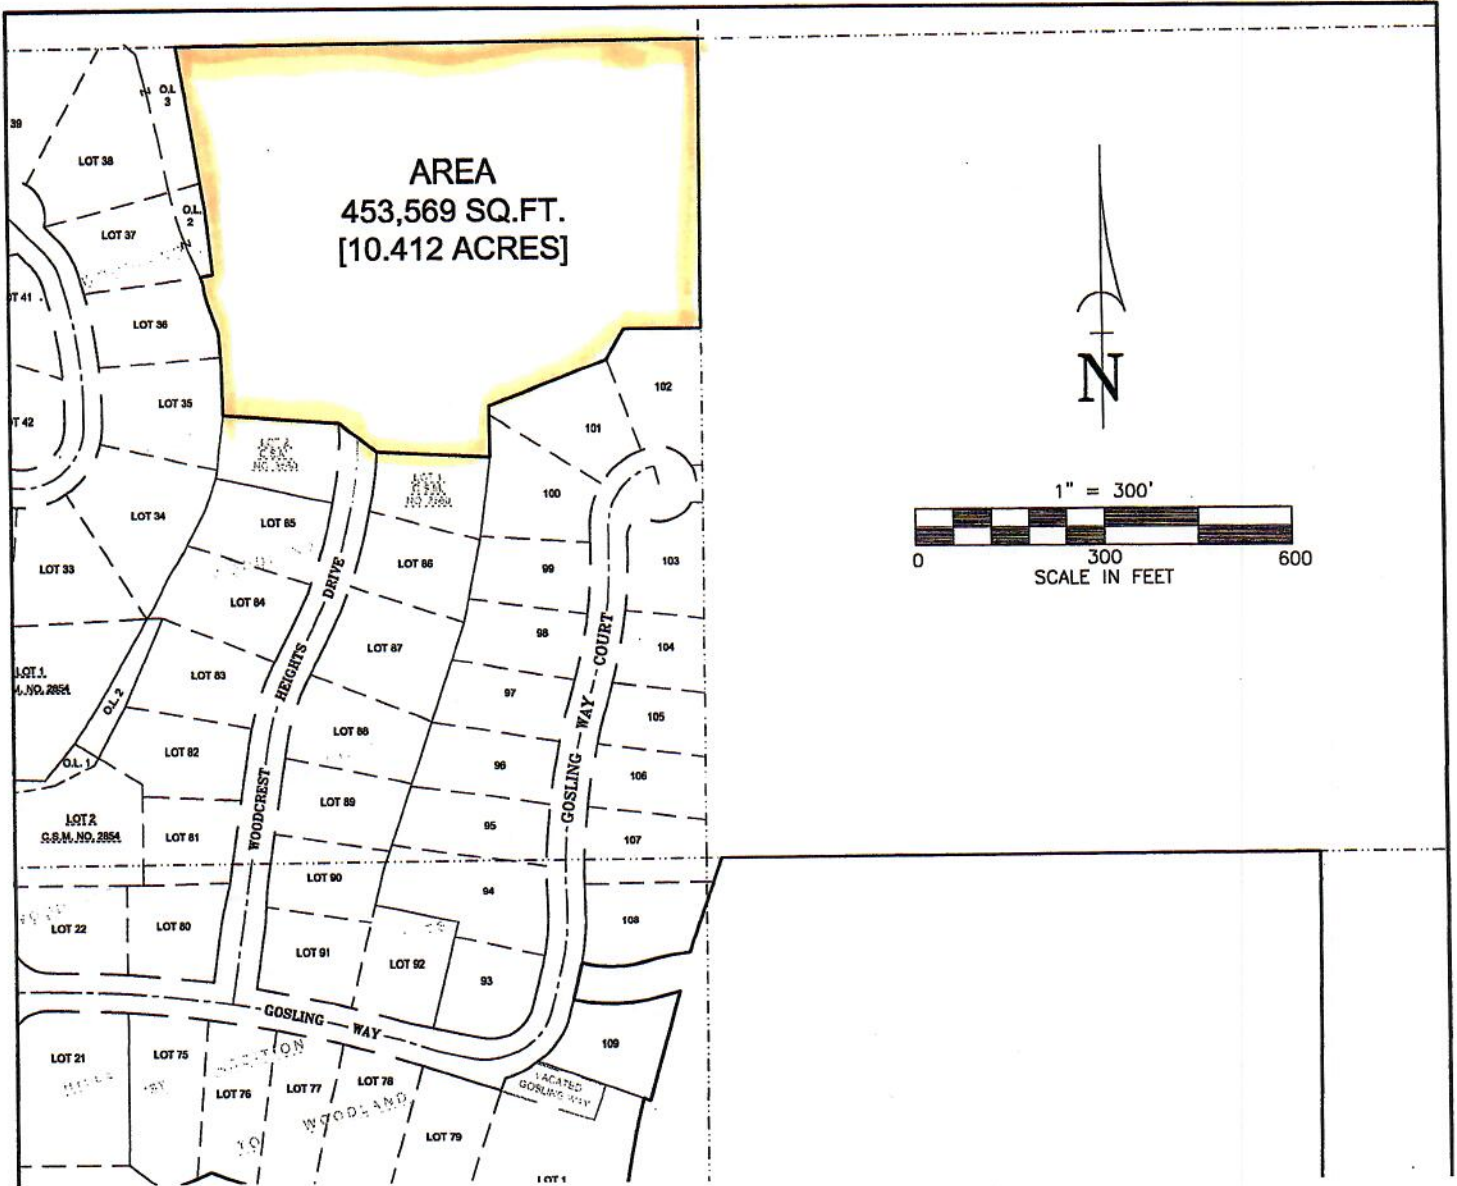 AREA
453,569 SQ.FT.
[10.412 ACRES]
39
LOT 38
O.L.
3
O.L.
2
LOT 37
LOT 36
LOT 35
LOT 34
LOT 33
LOT 1
LOT 2
C.S.M. NO. 2854
O.L. 2
O.L. 1
LOT 85
LOT 84
LOT 83
LOT 82
LOT 81
LOT 80
LOT 22
LOT 21
LOT 75
LOT 76
LOT 77
LOT 78
LOT 79
LOT 1
LOT 86
LOT 87
LOT 88
LOT 89
LOT 90
LOT 91
LOT 92
93
94
95
96
97
98
99
100
101
102
103
104
105
106
107
108
109
WOODCREST HEIGHTS DRIVE
GOSLING WAY COURT
GOSLING WAY
VACATED
GOSLING WAY
ADDITION
TO
WOODLAND
N
1" = 300'
0 300 600
SCALE IN FEET